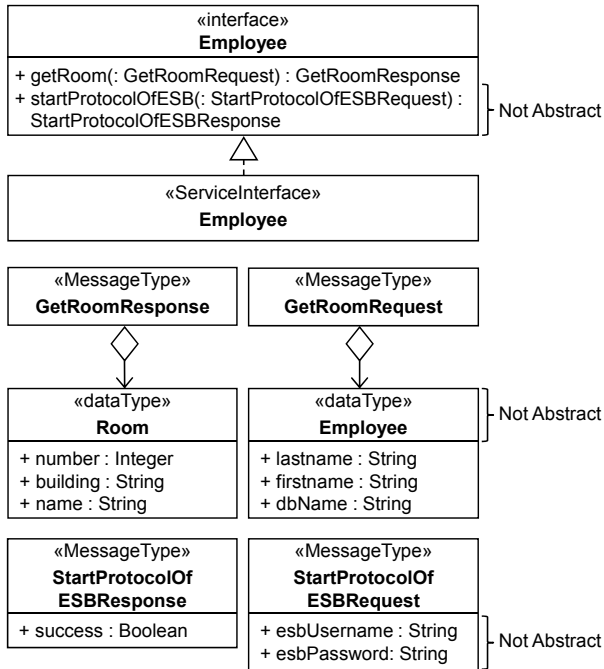 «interface»
Employee
+ getRoom(: GetRoomRequest) : GetRoomResponse
+ startProtocolOfESB(: StartProtocolOfESBRequest) :
StartProtocolOfESBResponse
Not Abstract
«ServiceInterface»
Employee
«MessageType»
GetRoomResponse
«MessageType»
GetRoomRequest
«dataType»
Room
+ number : Integer
+ building : String
+ name : String
«dataType»
Employee
+ lastname : String
+ firstname : String
+ dbName : String
Not Abstract
«MessageType»
StartProtocolOf
ESBResponse
+ success : Boolean
«MessageType»
StartProtocolOf
ESBRequest
+ esbUsername : String
+ esbPassword: String
Not Abstract